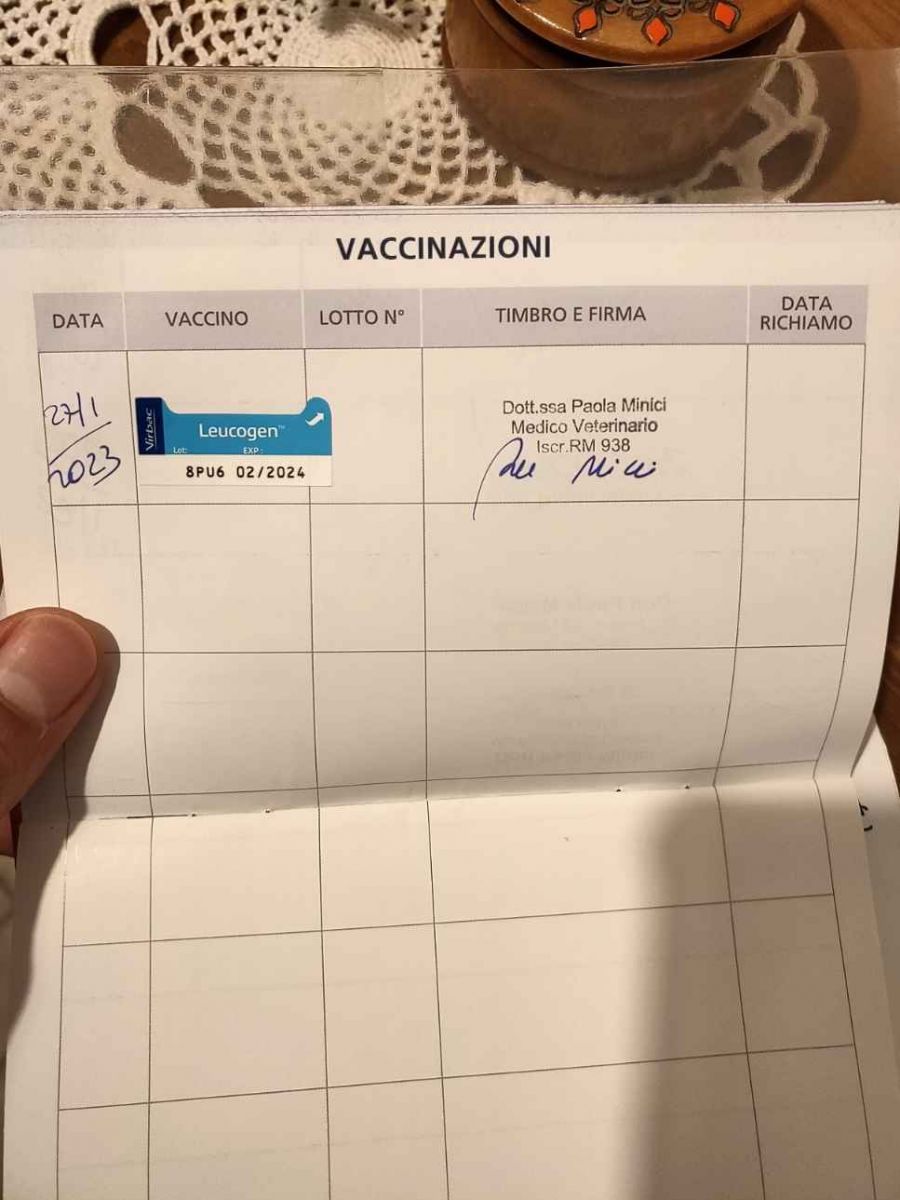 VACCINAZIONI
DATA VACCINO LOTTO N° TIMBRO E FIRMA DATA RICHIAMO
27/1
2023
Virbac
Leucogen™
Lot: EXP:
8PU6 02/2024
Dott.ssa Paola Minici
Medico Veterinario
Iscr.RM 938